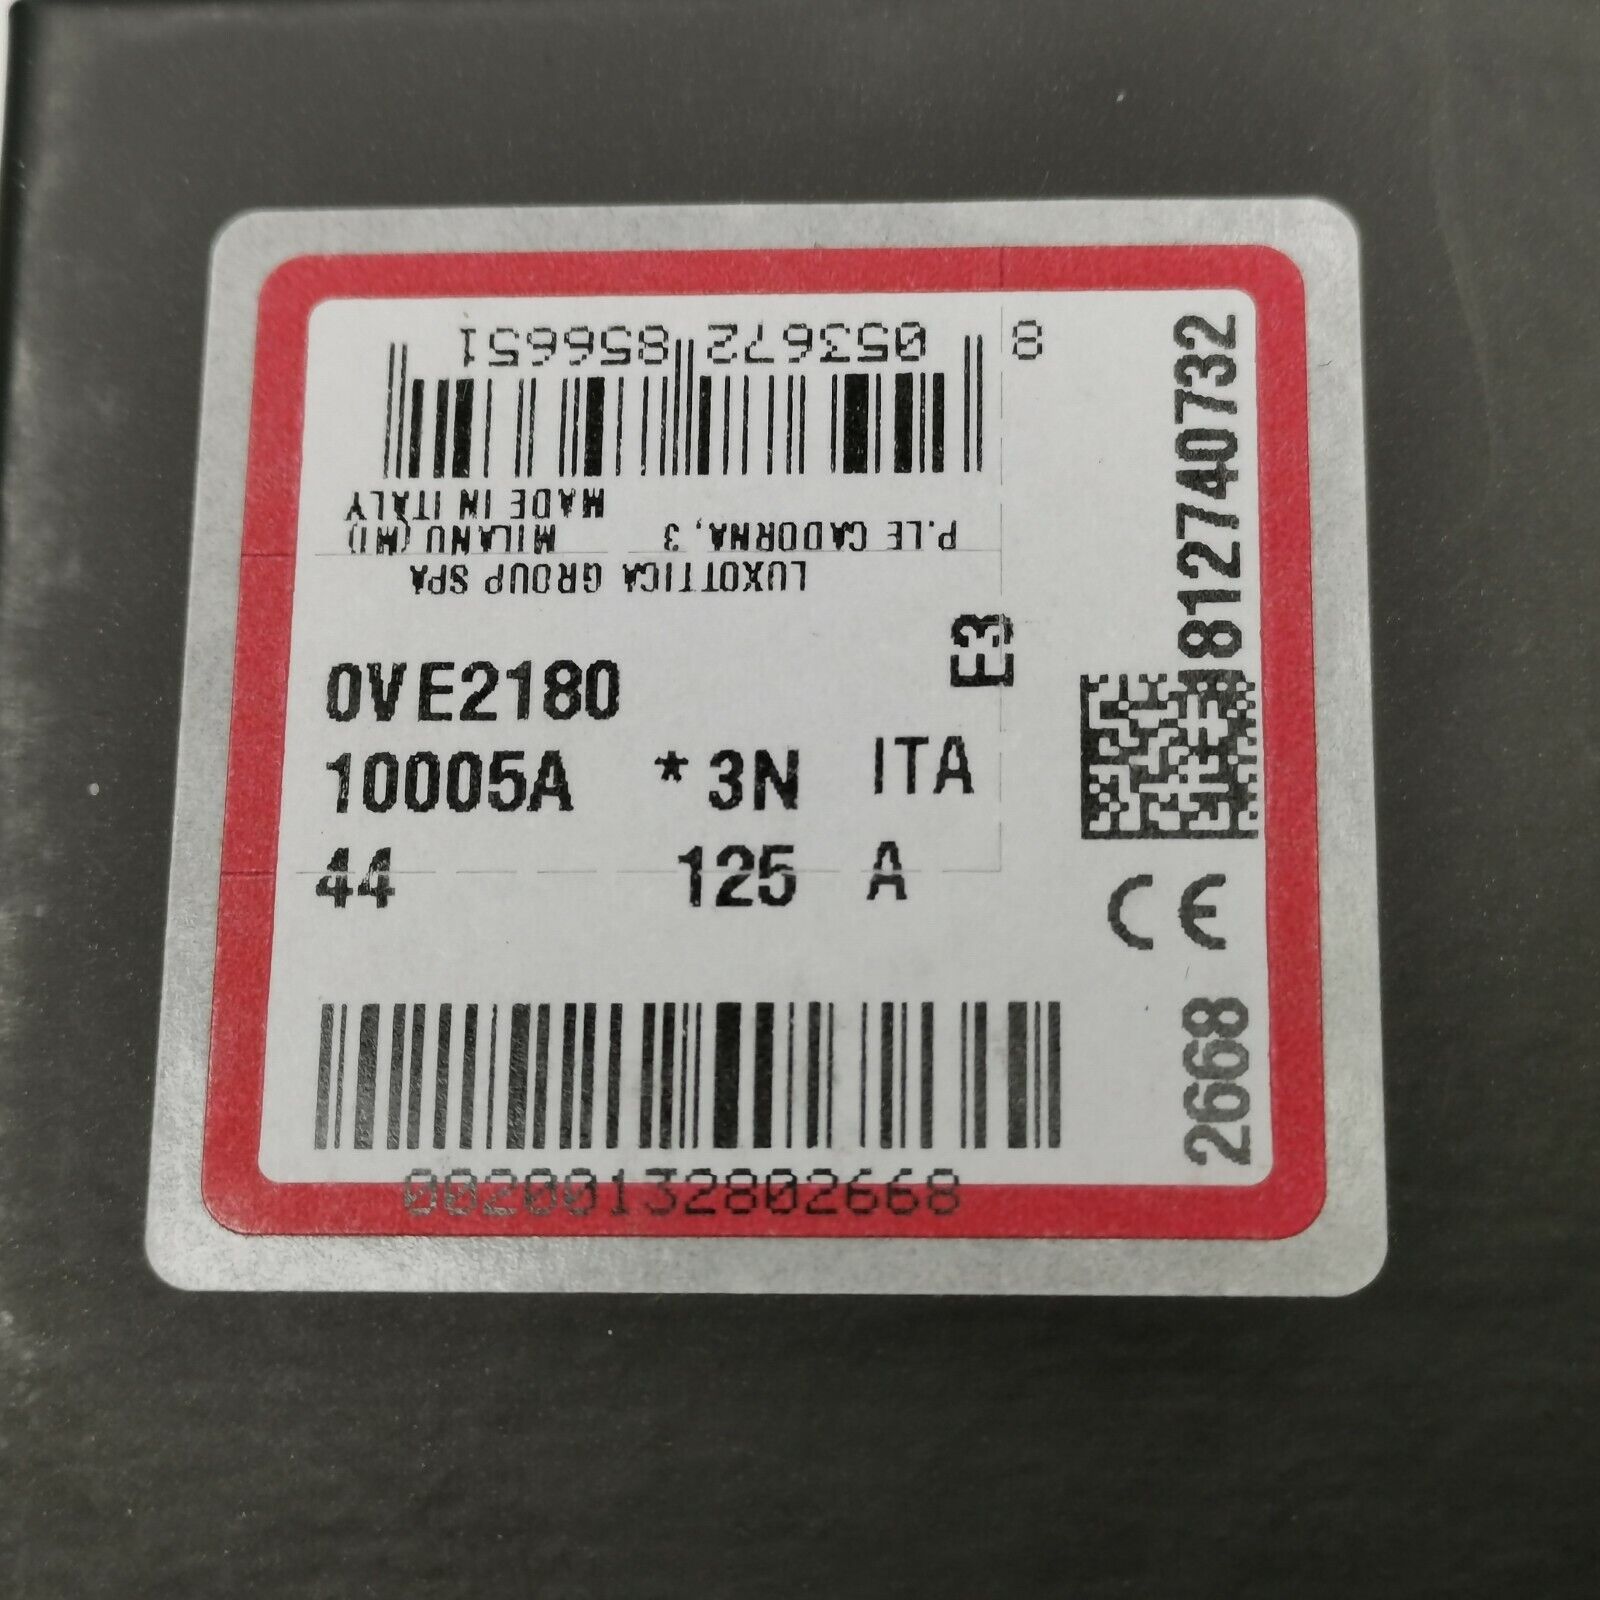 8 053672 856651
MADE IN ITALY
P.LE CADORNA, 3 MILANO (MI)
LUXOTTICA GROUP SPA
E3
0VE2180
10005A *3N ITA
44 125 A
00200132802668
8127740732
CE
2668